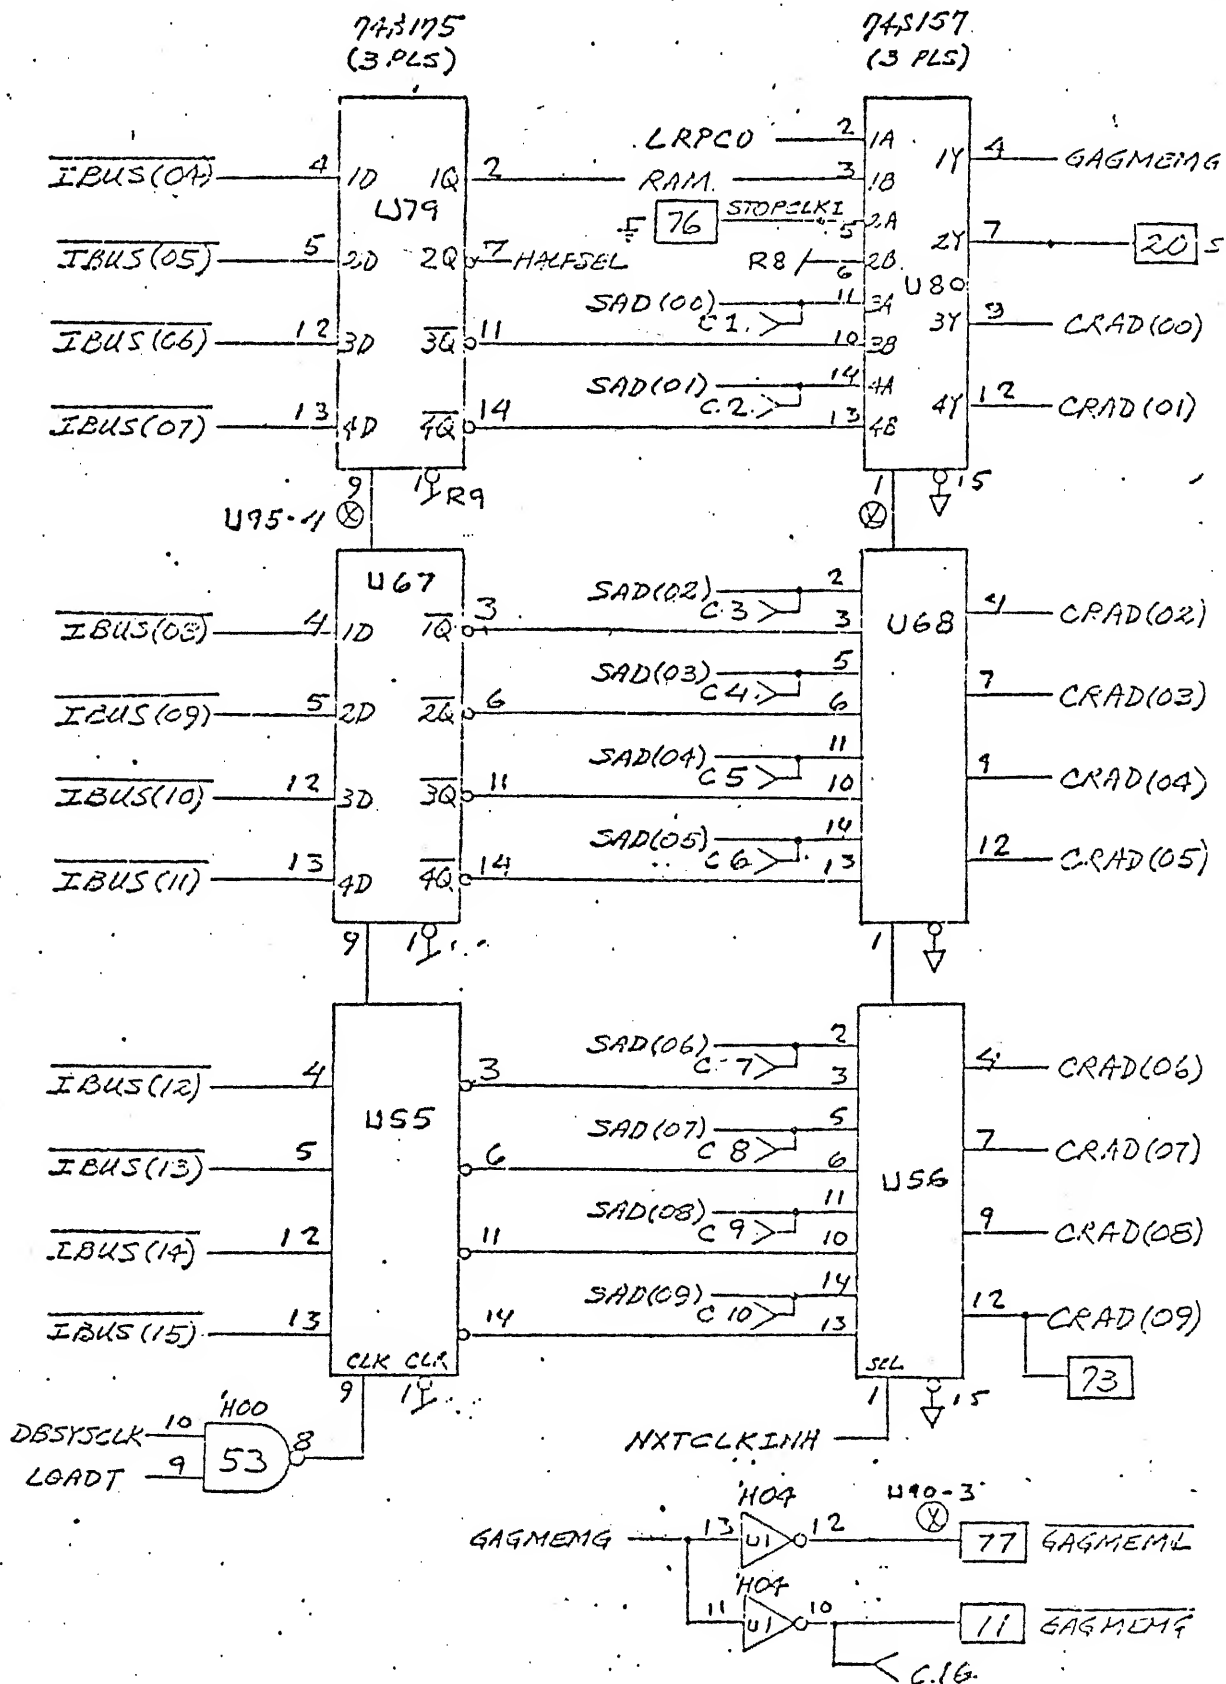 74S175
(3 PLS)
74S157
(3 PLS)
LRPCO 2 1A
1Y 4 GAGMEMG
IBUS(04) 4 1D 1Q 2 RAM 3 1B
U79
76 STOPCLKI 5 2A
IBUS(05) 5 2D 2Q 7 HALFSEL
2Y 7 20 S
R8 6 2B
U80
SAD(00) 11 3A
C1.
3Y 9 CRAD(00)
IBUS(06) 12 3D 3Q 11 10 3B
SAD(01) 14 4A
C.2.
4Y 12 CRAD(01)
IBUS(07) 13 4D 4Q 14 13 4B
9 1 R9
1 15
U95-11 X
X
U67
SAD(02) 2
C.3
U68
4 CRAD(02)
IBUS(08) 4 1D 1Q 3 3
SAD(03) 5
C4.
7 CRAD(03)
IBUS(09) 5 2D 2Q 6 6
SAD(04) 11
C5
9 CRAD(04)
IBUS(10) 12 3D 3Q 11 10
SAD(05) 14
C6
12 CRAD(05)
IBUS(11) 13 4D 4Q 14 13
9 1
1
SAD(06) 2
C.7
4 CRAD(06)
IBUS(12) 4 3 3
U55
SAD(07) 5
C8
7 CRAD(07)
IBUS(13) 5 6 6
U56
SAD(08) 11
C9
9 CRAD(08)
IBUS(14) 12 11 10
SAD(09) 14
C10
12 CRAD(09)
IBUS(15) 13 14 13
CLK CLR
9 1
SEL
1 15
73
'H00
DBSYSCLK 10
53 8
LOADT 9
NXTCLKINH
'H04
U90-3
X
GAGMEMG 13 U1 12 77 GAGMEML
'H04
11 U1 10 11 GAGMEMG
C.16.